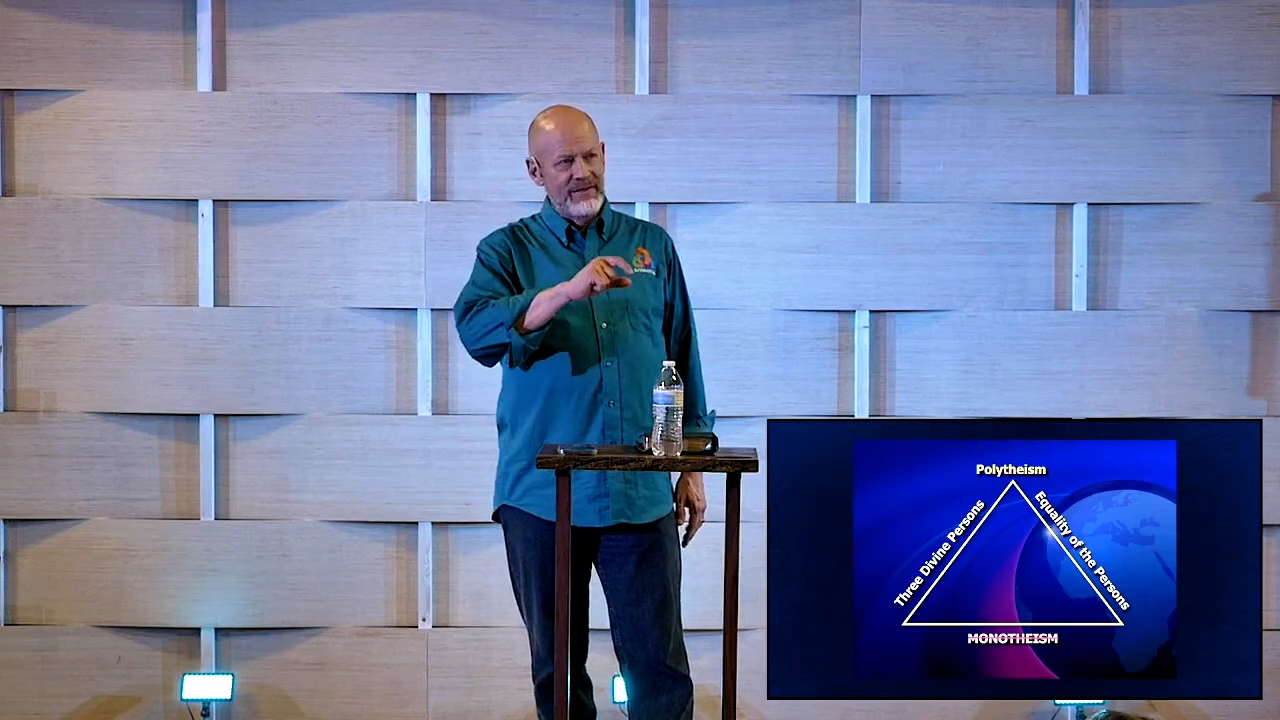 Polytheism
Three Divine Persons
Equality of the Persons
MONOTHEISM